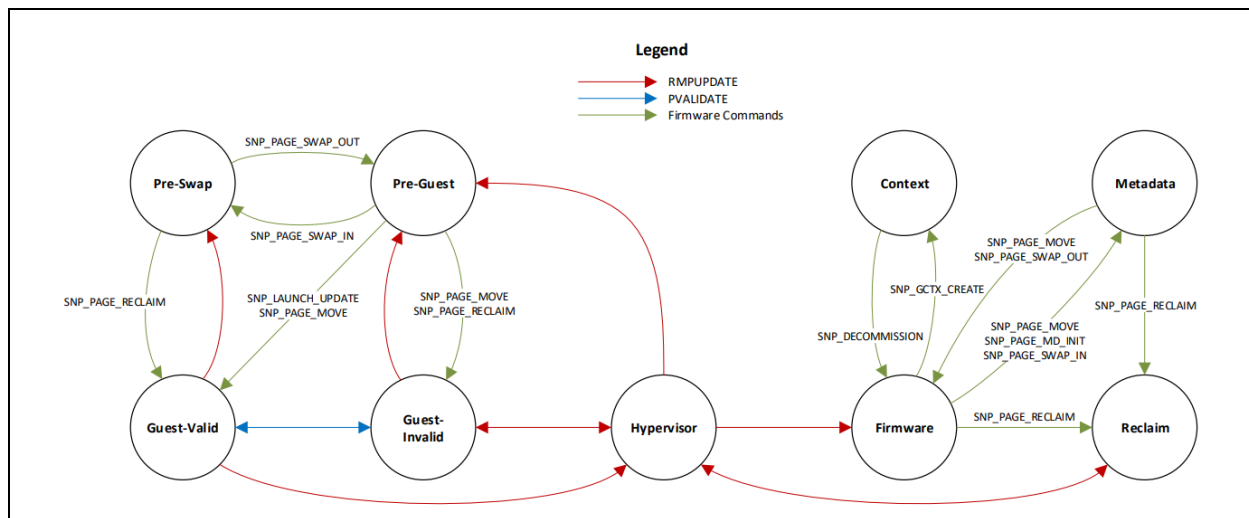 Legend
RMPUPDATE
PVALIDATE
Firmware Commands
SNP_PAGE_SWAP_OUT
Pre-Swap
Pre-Guest
Context
Metadata
SNP_PAGE_SWAP_IN
SNP_PAGE_MOVE
SNP_PAGE_SWAP_OUT
SNP_PAGE_RECLAIM
SNP_LAUNCH_UPDATE
SNP_PAGE_MOVE
SNP_PAGE_MOVE
SNP_PAGE_RECLAIM
SNP_GCTX_CREATE
SNP_PAGE_RECLAIM
SNP_DECOMMISSION
SNP_PAGE_MOVE
SNP_PAGE_MD_INIT
SNP_PAGE_SWAP_IN
Guest-Valid
Guest-
Invalid
Hypervisor
Firmware
SNP_PAGE_RECLAIM
Reclaim